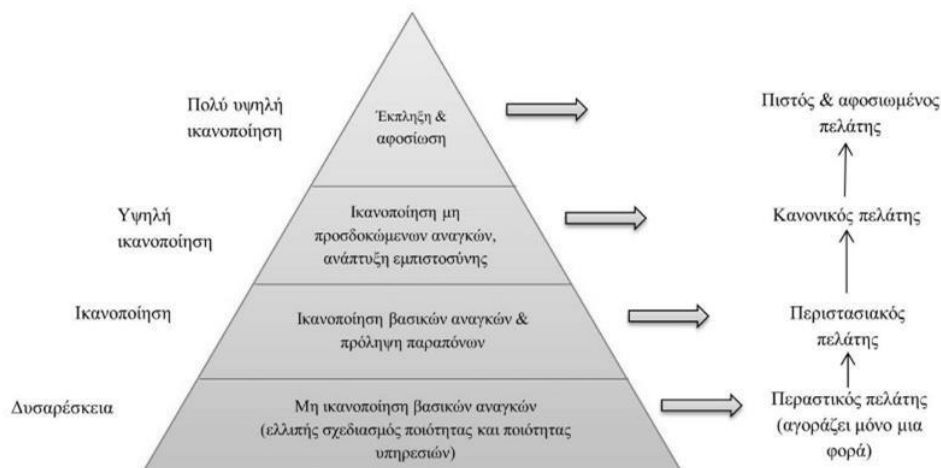 Πολύ υψηλή
ικανοποίηση
Έκπληξη &
αφοσίωση
Πιστός & αφοσιωμένος
πελάτης
Υψηλή
ικανοποίηση
Ικανοποίηση μη
προσδοκώμενων αναγκών,
ανάπτυξη εμπιστοσύνης
Κανονικός πελάτης
Ικανοποίηση
Ικανοποίηση βασικών αναγκών &
πρόληψη παραπόνων
Περιστασιακός
πελάτης
Δυσαρέσκεια
Μη ικανοποίηση βασικών αναγκών
(ελλιπής σχεδιασμός ποιότητας και ποιότητας
υπηρεσιών)
Περαστικός πελάτης
(αγοράζει μόνο μια
φορά)